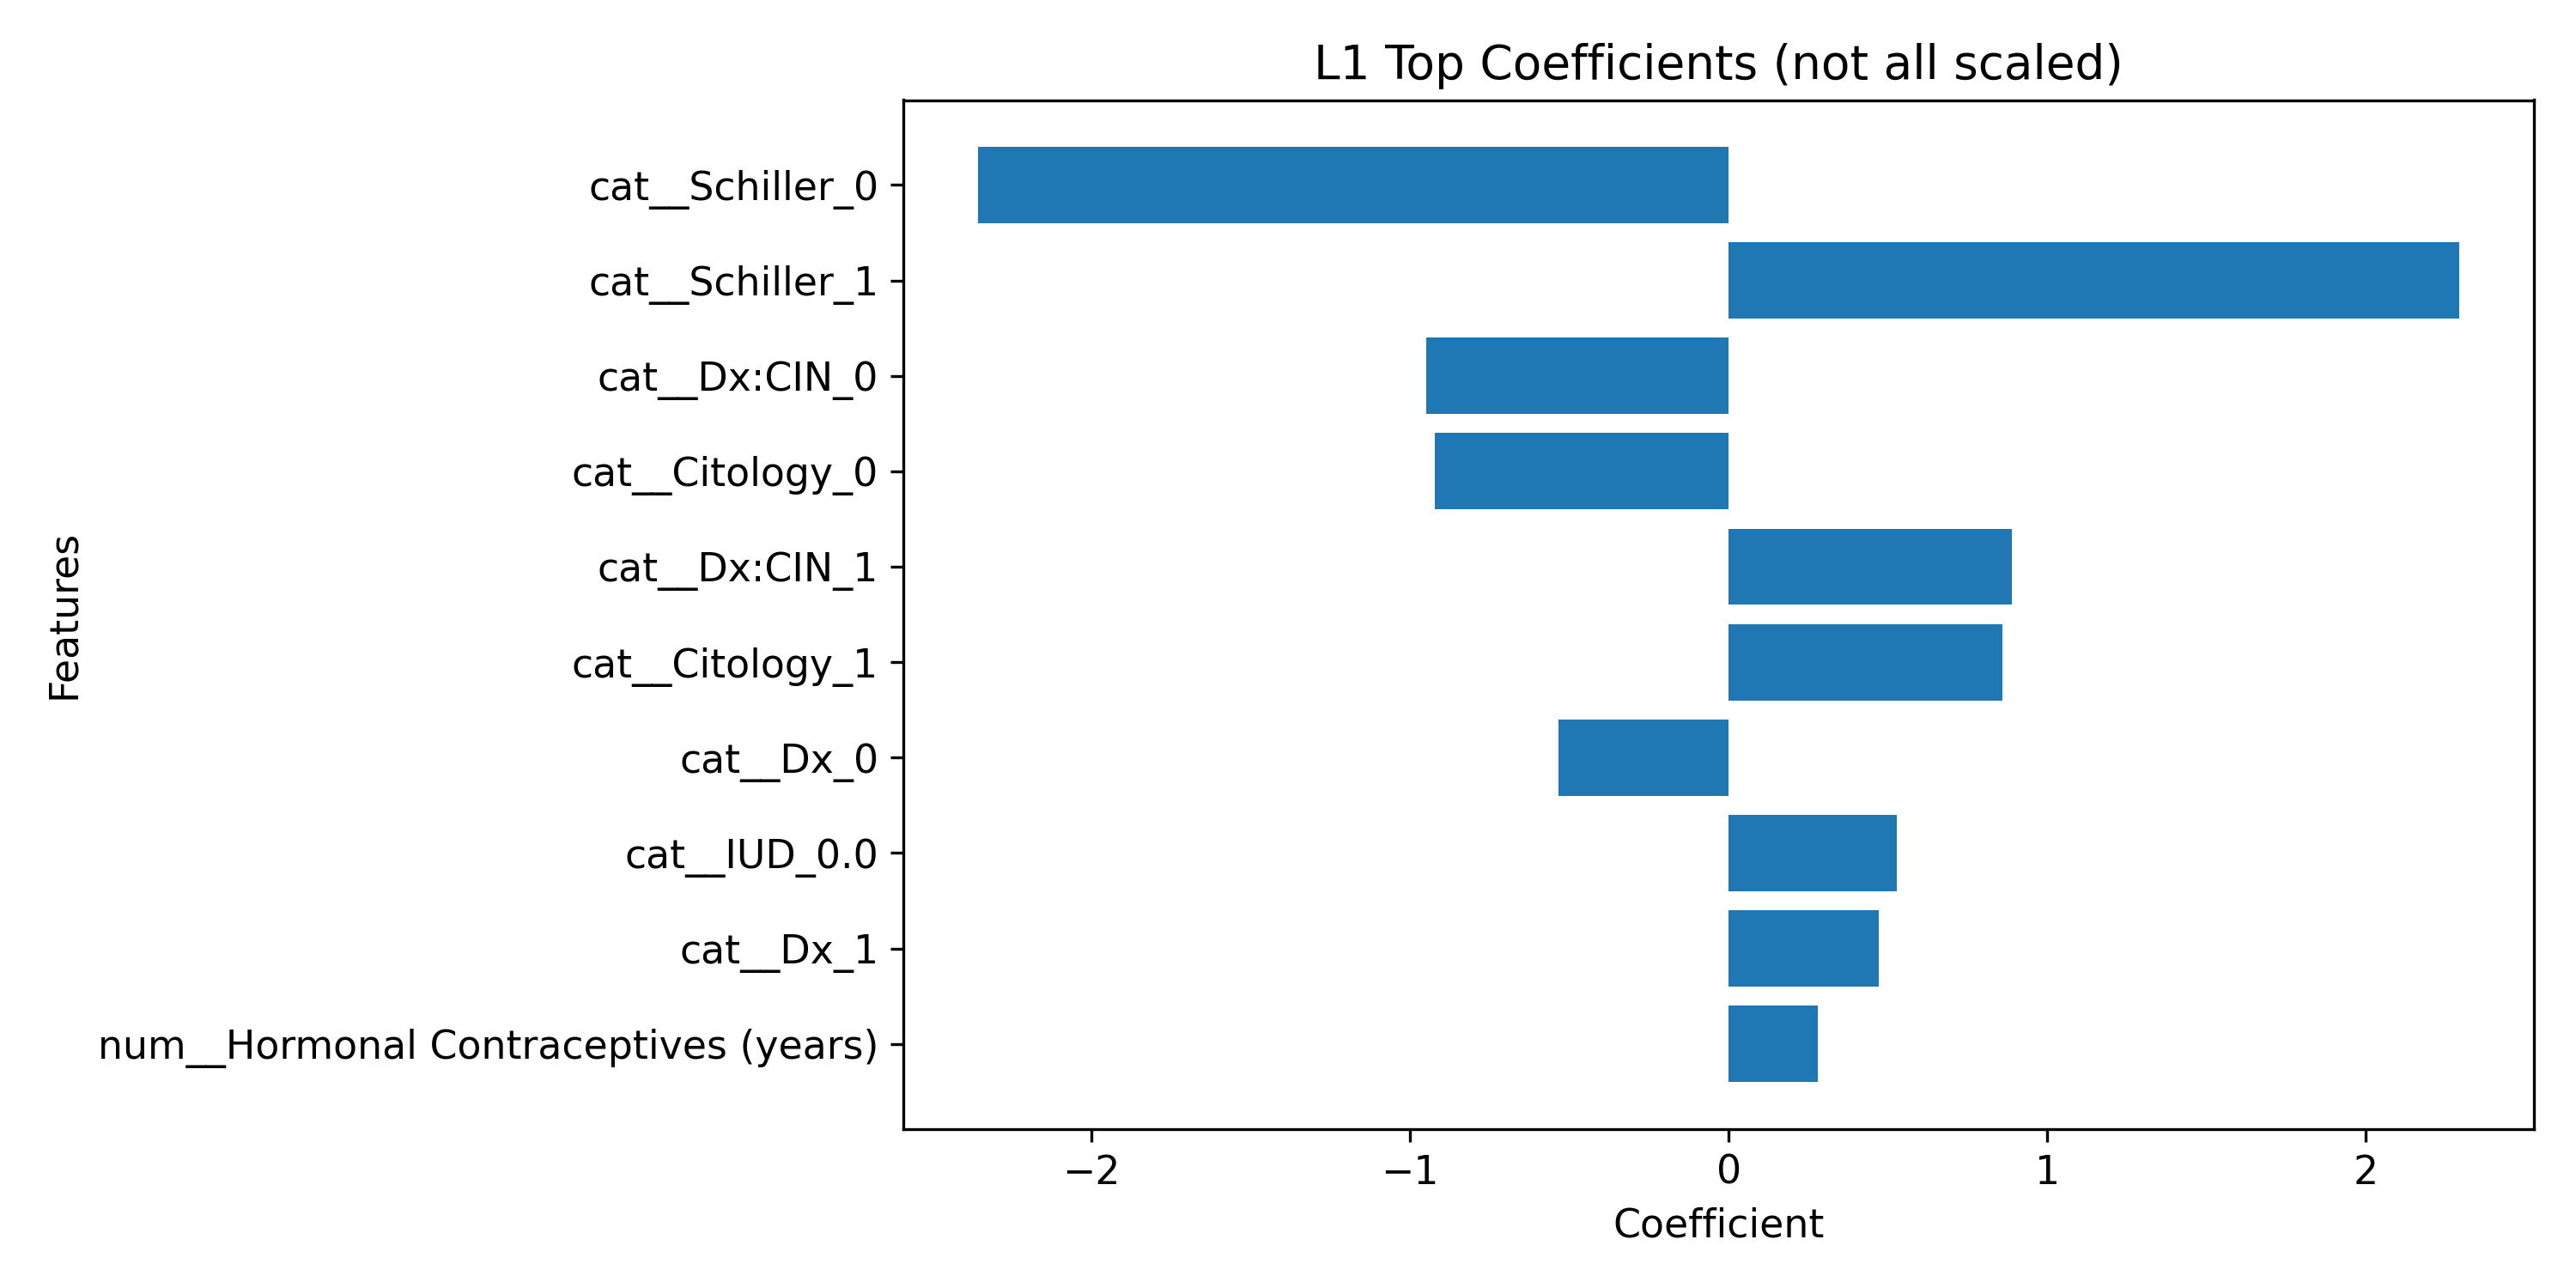 L1 Top Coefficients (not all scaled)
Features
cat__Schiller_0
cat__Schiller_1
cat__Dx:CIN_0
cat__Citology_0
cat__Dx:CIN_1
cat__Citology_1
cat__Dx_0
cat__IUD_0.0
cat__Dx_1
num__Hormonal Contraceptives (years)
−2 −1 0 1 2
Coefficient